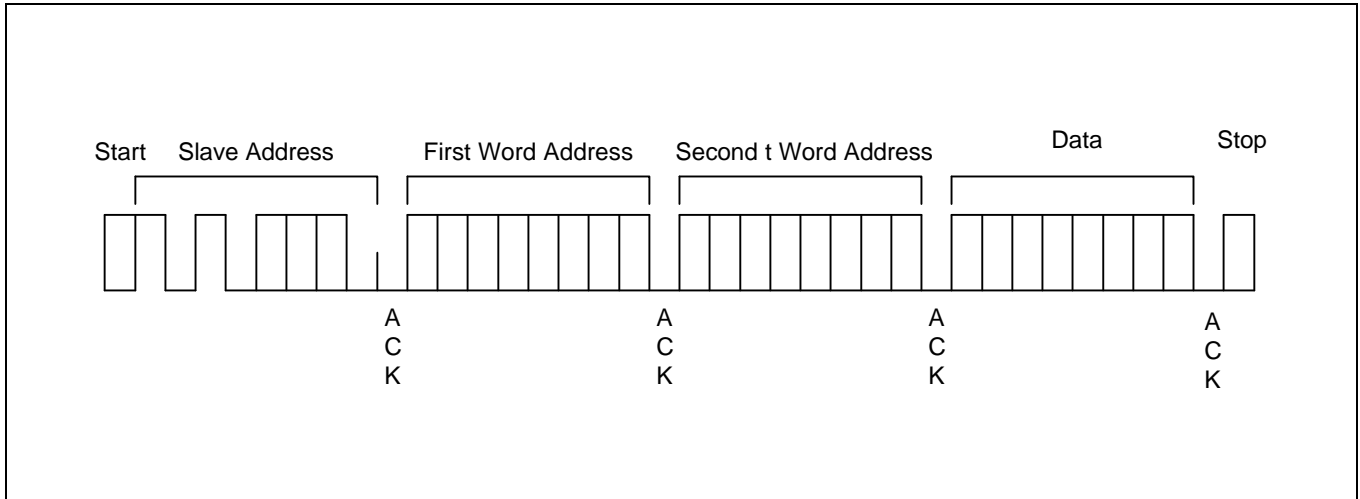 Start
Slave Address
First Word Address
Second t Word Address
Data
Stop
A
C
K
A
C
K
A
C
K
A
C
K